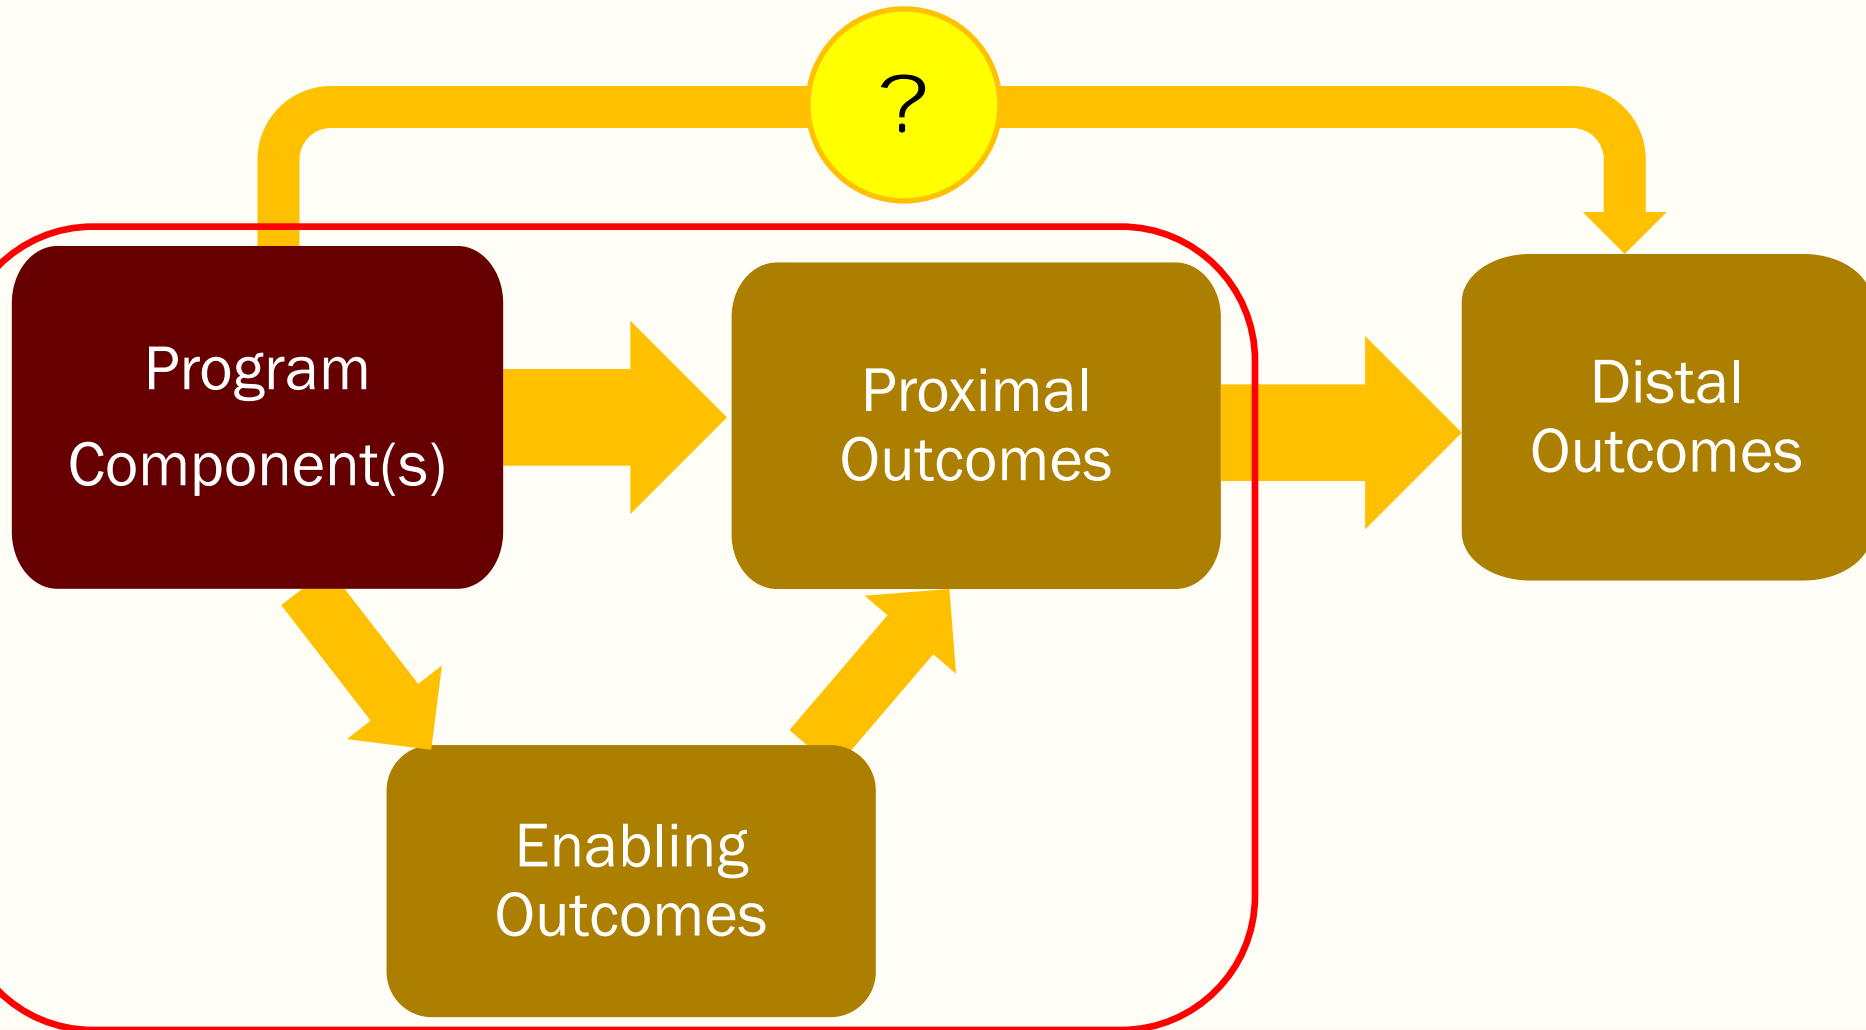 ?
Program
Component(s)
Proximal
Outcomes
Distal
Outcomes
Enabling
Outcomes